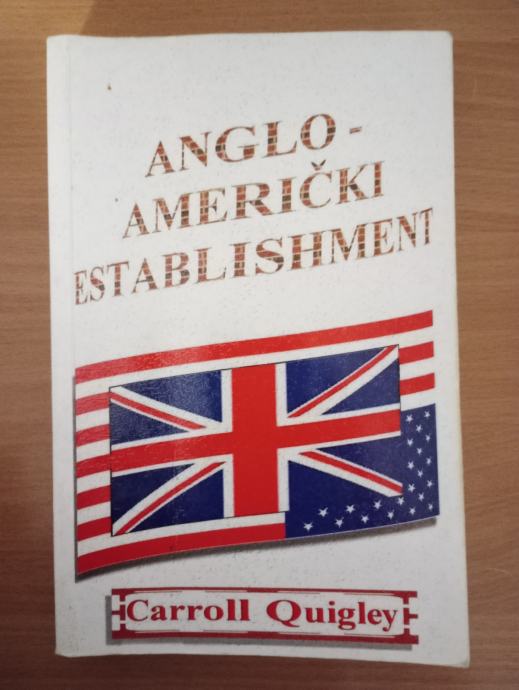 ANGLO-
AMERIČKI
ESTABLISHMENT
Carroll Quigley